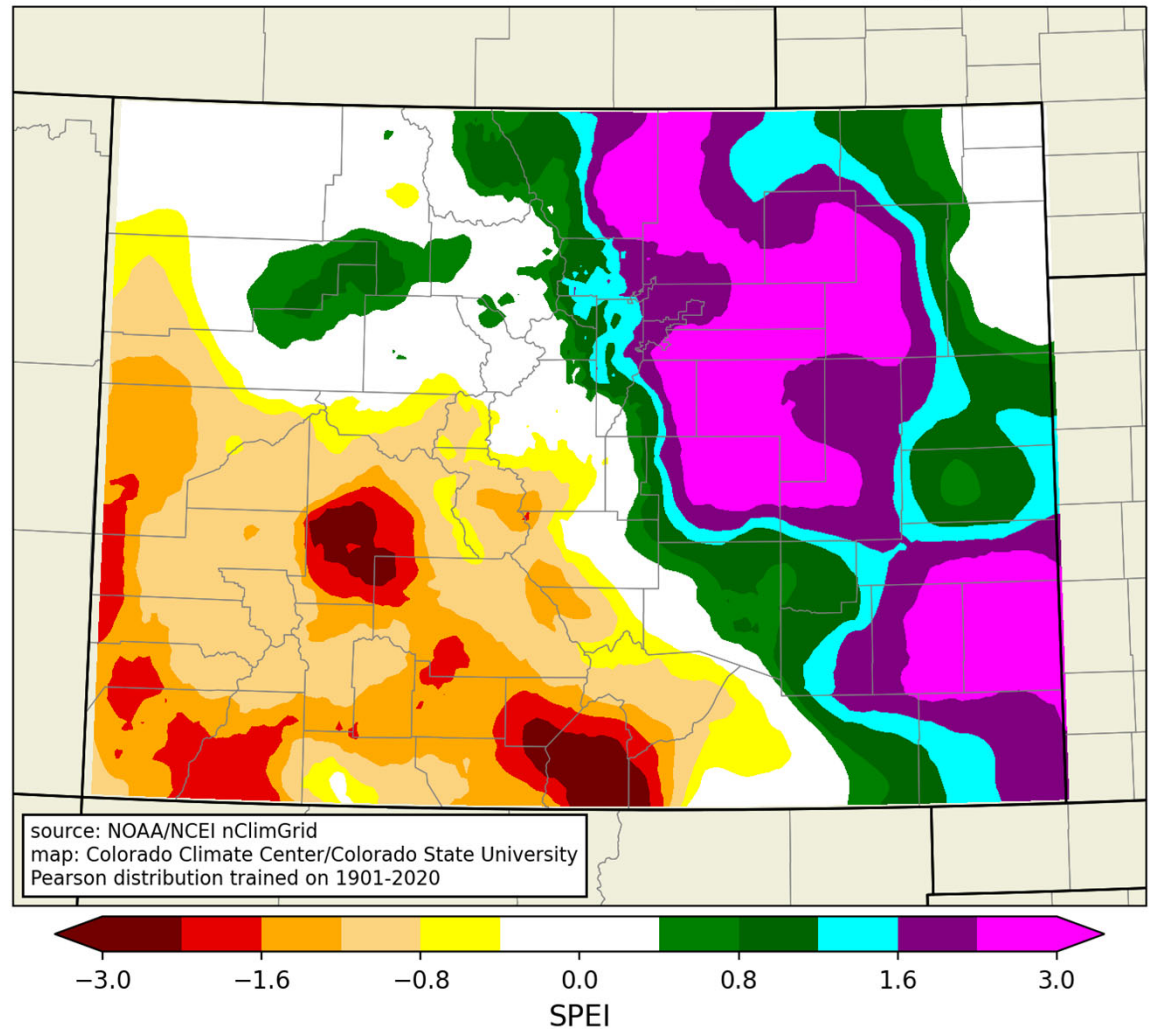 source: NOAA/NCEI nClimGrid
map: Colorado Climate Center/Colorado State University
Pearson distribution trained on 1901-2020
−3.0 −1.6 −0.8 0.0 0.8 1.6 3.0
SPEI